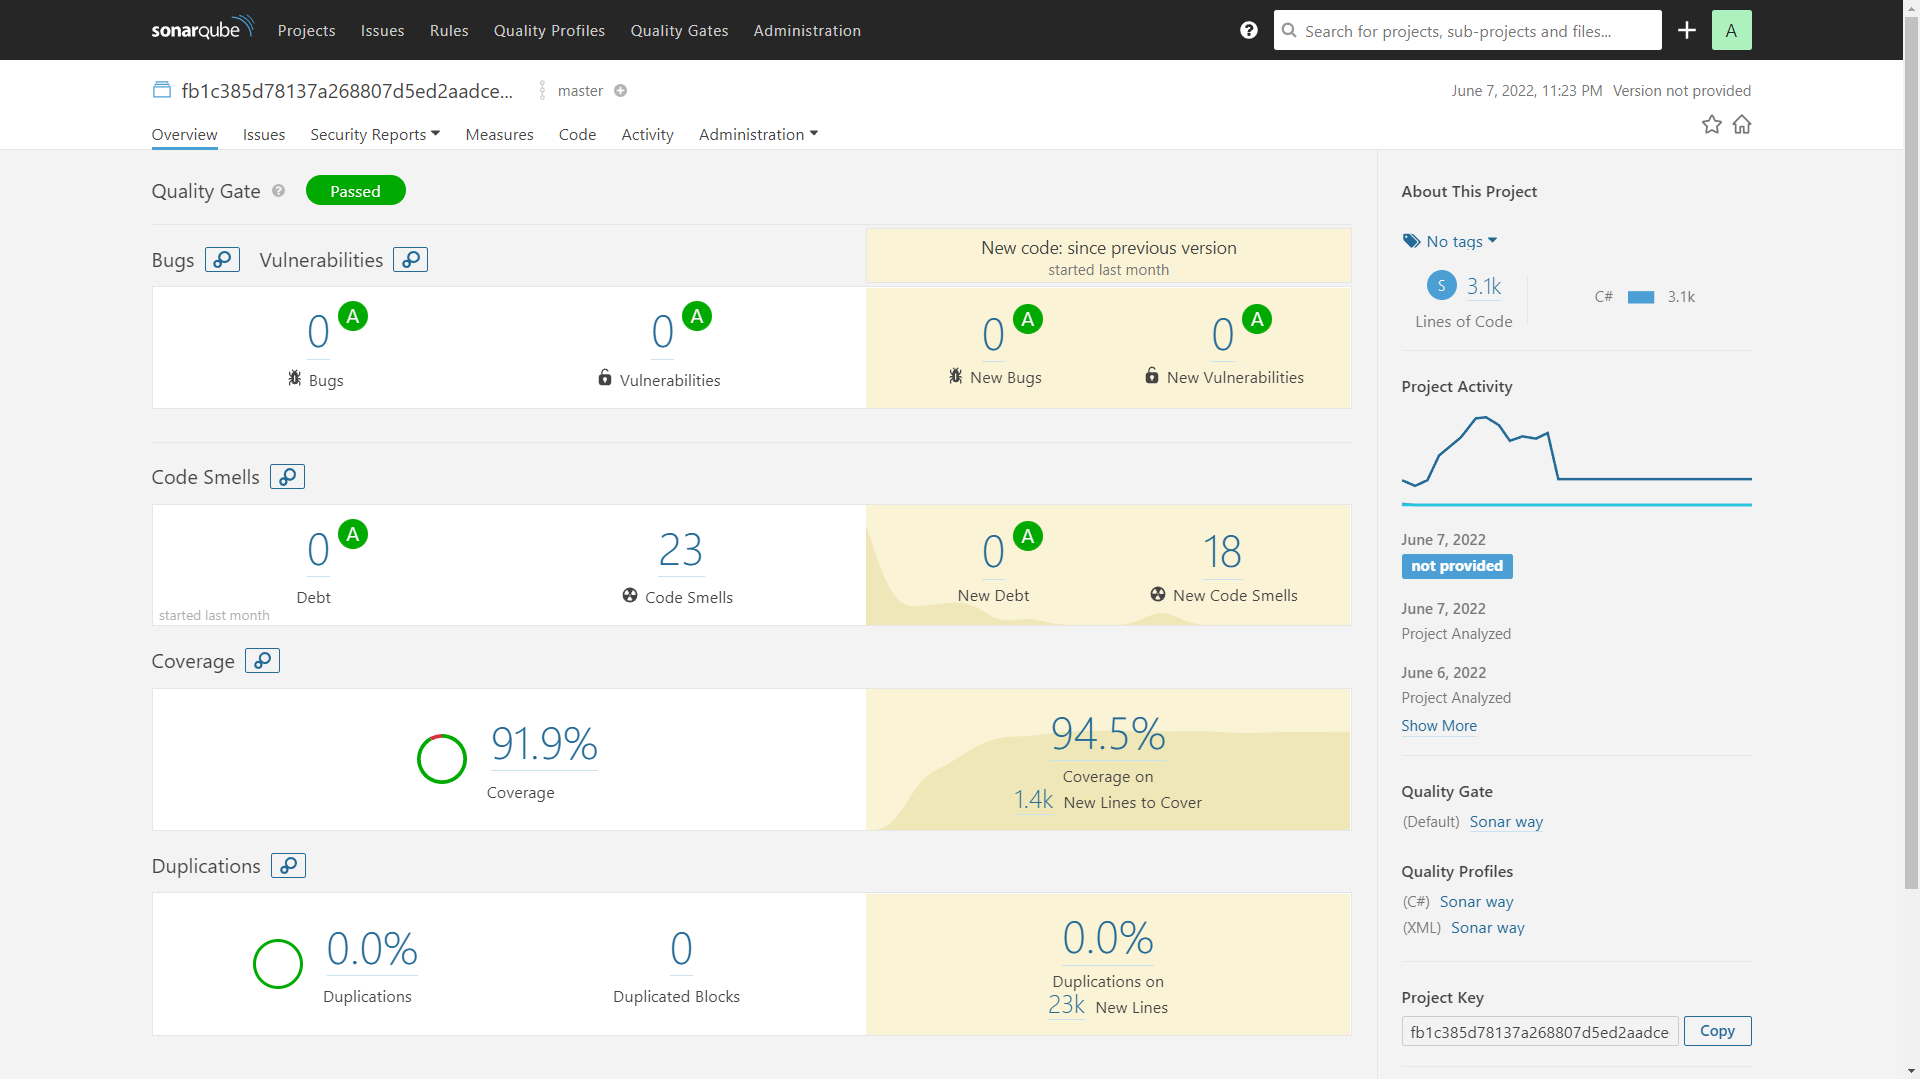 sonarqube Projects Issues Rules Quality Profiles Quality Gates Administration Search for projects, sub-projects and files... A
fb1c385d78137a268807d5ed2aadce... master June 7, 2022, 11:23 PM Version not provided
Overview Issues Security Reports Measures Code Activity Administration
Quality Gate Passed
Bugs Vulnerabilities
New code: since previous version
started last month
0 A
Bugs
0 A
Vulnerabilities
0 A
New Bugs
0 A
New Vulnerabilities
Code Smells
0 A
Debt
started last month
23
Code Smells
0 A
New Debt
18
New Code Smells
Coverage
91.9%
Coverage
94.5%
Coverage on
1.4k New Lines to Cover
Duplications
0.0%
Duplications
0
Duplicated Blocks
0.0%
Duplications on
23k New Lines
About This Project
No tags
S 3.1k
Lines of Code
C# 3.1k
Project Activity
June 7, 2022
not provided
June 7, 2022
Project Analyzed
June 6, 2022
Project Analyzed
Show More
Quality Gate
(Default) Sonar way
Quality Profiles
(C#) Sonar way
(XML) Sonar way
Project Key
fb1c385d78137a268807d5ed2aadce Copy